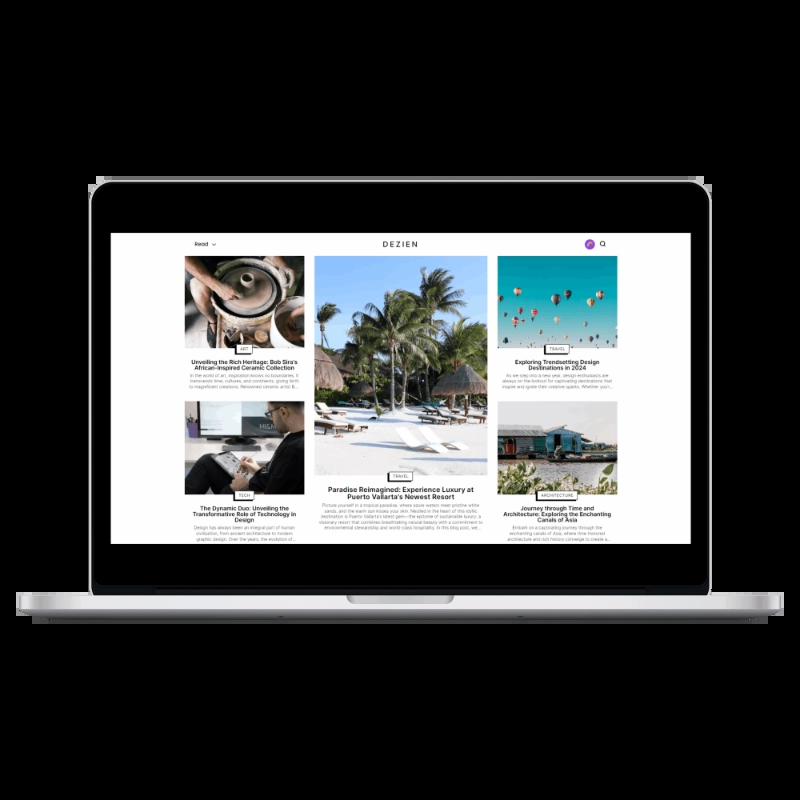 Read
DEZIEN
ART
Unveiling the Rich Heritage: Bob Sira's
African-Inspired Ceramic Collection
In the world of art, inspiration knows no boundaries. It
transcends time, cultures, and continents, giving birth
to magnificent creations. Renowned ceramic artist B...
TECH
The Dynamic Duo: Unveiling the
Transformative Role of Technology in
Design
Design has always been an integral part of human
civilisation, from ancient architecture to modern
graphic design. Over the years, the evolution of...
TRAVEL
Paradise Reimagined: Experience Luxury at
Puerto Vallarta's Newest Resort
Picture yourself in a tropical paradise, where azure waters meet pristine white
sands, and the warm sun kisses your skin. Nestled in the heart of this idyllic
destination is Puerto Vallarta's latest gem—the epitome of sustainable luxury, a
visionary resort that combines breathtaking natural beauty with a commitment to
environmental stewardship and world-class hospitality. In this blog post, we...
TRAVEL
Exploring Trendsetting Design
Destinations in 2024
As we step into a new year, design enthusiasts are
always on the lookout for captivating destinations that
inspire and ignite their creative sparks. Whether you'r...
ARCHITECTURE
Journey through Time and
Architecture: Exploring the Enchanting
Canals of Asia
Embark on a captivating journey through the
enchanting canals of Asia, where time-honored
architecture and rich history converge to create a...